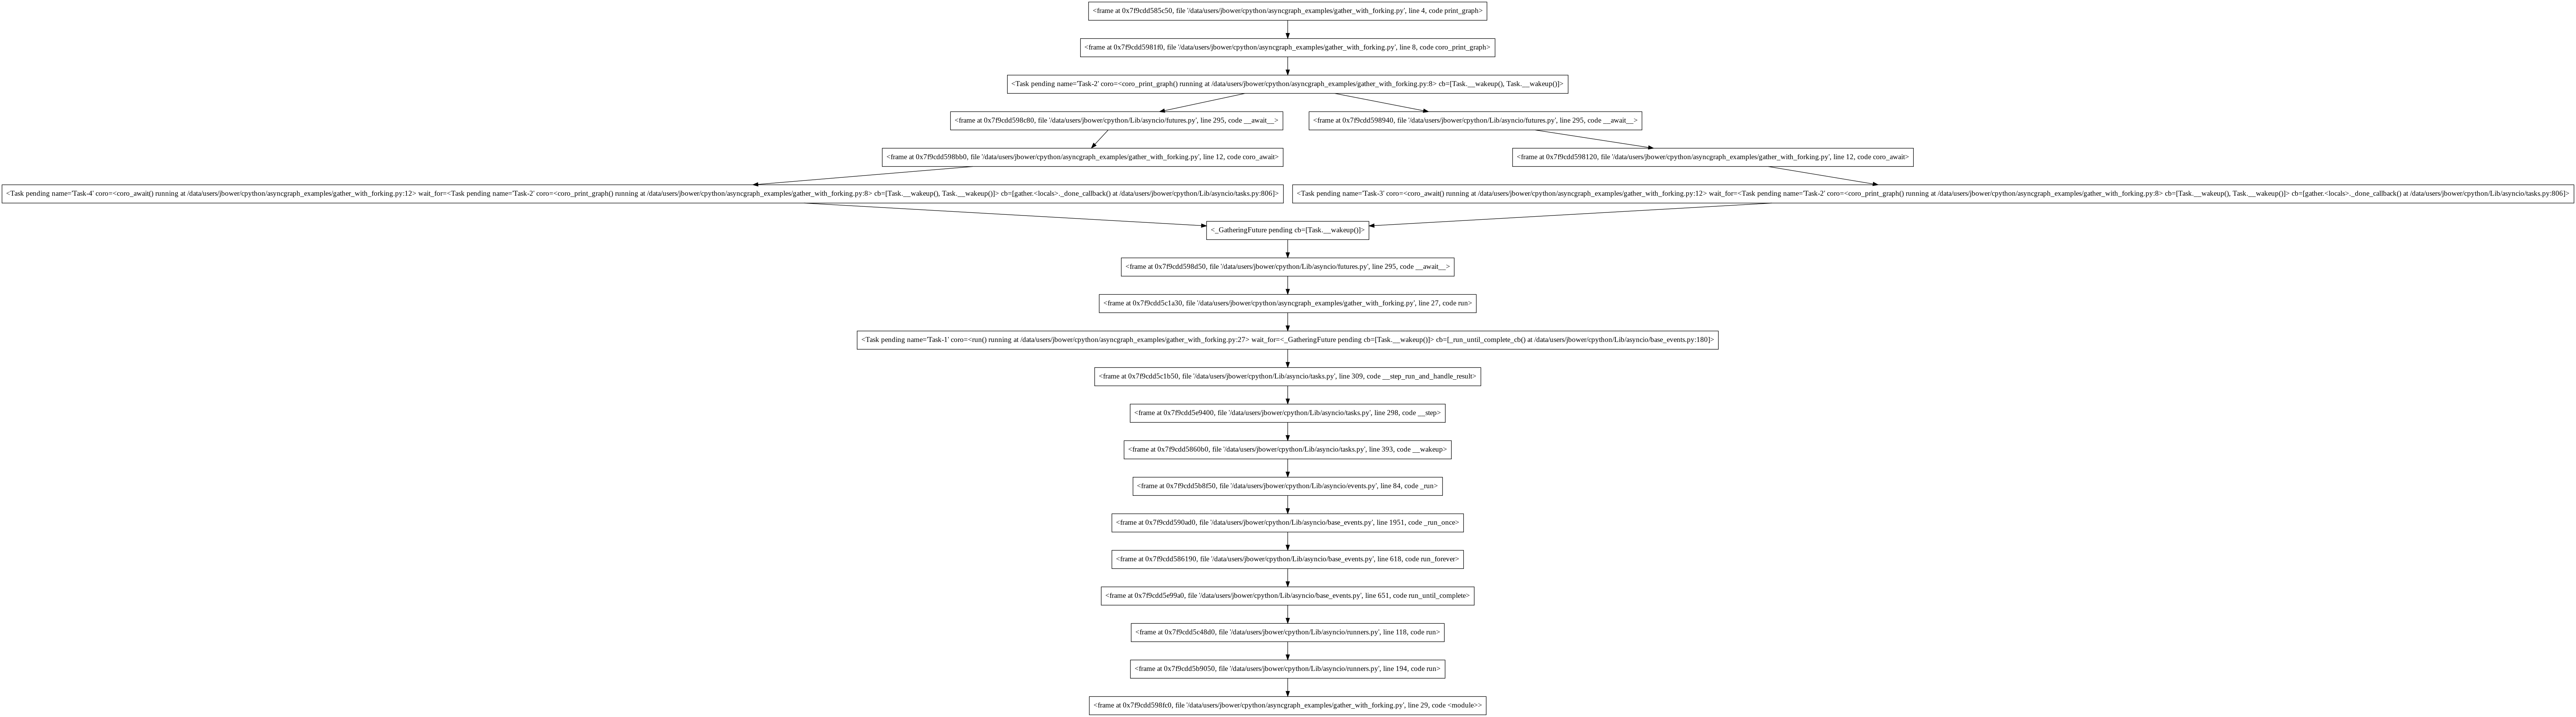 <frame at 0x7f9cdd585c50, file '/data/users/jbower/cpython/asyncgraph_examples/gather_with_forking.py', line 4, code print_graph>
<frame at 0x7f9cdd5981f0, file '/data/users/jbower/cpython/asyncgraph_examples/gather_with_forking.py', line 8, code coro_print_graph>
<Task pending name='Task-2' coro=<coro_print_graph() running at /data/users/jbower/cpython/asyncgraph_examples/gather_with_forking.py:8> cb=[Task.__wakeup(), Task.__wakeup()]>
<frame at 0x7f9cdd598c80, file '/data/users/jbower/cpython/Lib/asyncio/futures.py', line 295, code __await__>
<frame at 0x7f9cdd598940, file '/data/users/jbower/cpython/Lib/asyncio/futures.py', line 295, code __await__>
<frame at 0x7f9cdd598bb0, file '/data/users/jbower/cpython/asyncgraph_examples/gather_with_forking.py', line 12, code coro_await>
<frame at 0x7f9cdd598120, file '/data/users/jbower/cpython/asyncgraph_examples/gather_with_forking.py', line 12, code coro_await>
<Task pending name='Task-4' coro=<coro_await() running at /data/users/jbower/cpython/asyncgraph_examples/gather_with_forking.py:12> wait_for=<Task pending name='Task-2' coro=<coro_print_graph() running at /data/users/jbower/cpython/asyncgraph_examples/gather_with_forking.py:8> cb=[Task.__wakeup(), Task.__wakeup()]> cb=[gather.<locals>._done_callback() at /data/users/jbower/cpython/Lib/asyncio/tasks.py:806]>
<Task pending name='Task-3' coro=<coro_await() running at /data/users/jbower/cpython/asyncgraph_examples/gather_with_forking.py:12> wait_for=<Task pending name='Task-2' coro=<coro_print_graph() running at /data/users/jbower/cpython/asyncgraph_examples/gather_with_forking.py:8> cb=[Task.__wakeup(), Task.__wakeup()]> cb=[gather.<locals>._done_callback() at /data/users/jbower/cpython/Lib/asyncio/tasks.py:806]>
<_GatheringFuture pending cb=[Task.__wakeup()]>
<frame at 0x7f9cdd598d50, file '/data/users/jbower/cpython/Lib/asyncio/futures.py', line 295, code __await__>
<frame at 0x7f9cdd5c1a30, file '/data/users/jbower/cpython/asyncgraph_examples/gather_with_forking.py', line 27, code run>
<Task pending name='Task-1' coro=<run() running at /data/users/jbower/cpython/asyncgraph_examples/gather_with_forking.py:27> wait_for=<_GatheringFuture pending cb=[Task.__wakeup()]> cb=[_run_until_complete_cb() at /data/users/jbower/cpython/Lib/asyncio/base_events.py:180]>
<frame at 0x7f9cdd5c1b50, file '/data/users/jbower/cpython/Lib/asyncio/tasks.py', line 309, code __step_run_and_handle_result>
<frame at 0x7f9cdd5e9400, file '/data/users/jbower/cpython/Lib/asyncio/tasks.py', line 298, code __step>
<frame at 0x7f9cdd5860b0, file '/data/users/jbower/cpython/Lib/asyncio/tasks.py', line 393, code __wakeup>
<frame at 0x7f9cdd5b8f50, file '/data/users/jbower/cpython/Lib/asyncio/events.py', line 84, code _run>
<frame at 0x7f9cdd590ad0, file '/data/users/jbower/cpython/Lib/asyncio/base_events.py', line 1951, code _run_once>
<frame at 0x7f9cdd586190, file '/data/users/jbower/cpython/Lib/asyncio/base_events.py', line 618, code run_forever>
<frame at 0x7f9cdd5e99a0, file '/data/users/jbower/cpython/Lib/asyncio/base_events.py', line 651, code run_until_complete>
<frame at 0x7f9cdd5c48d0, file '/data/users/jbower/cpython/Lib/asyncio/runners.py', line 118, code run>
<frame at 0x7f9cdd5b9050, file '/data/users/jbower/cpython/Lib/asyncio/runners.py', line 194, code run>
<frame at 0x7f9cdd598fc0, file '/data/users/jbower/cpython/asyncgraph_examples/gather_with_forking.py', line 29, code <module>>